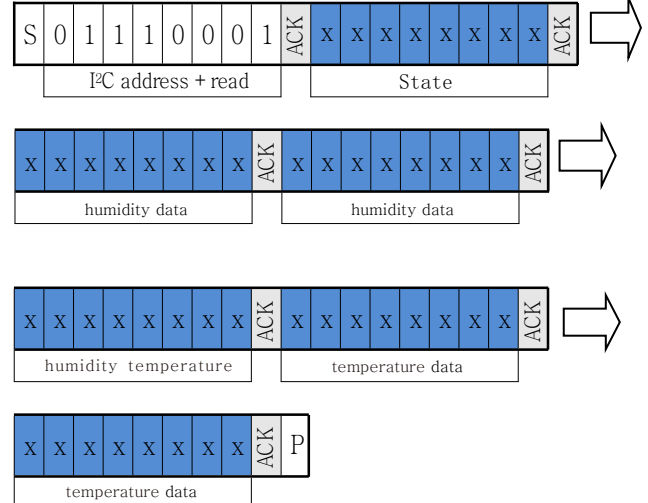 S 0 1 1 1 0 0 0 1 ACK x x x x x x x x ACK
I²C address + read State
x x x x x x x x ACK x x x x x x x x ACK
humidity data humidity data
x x x x x x x x ACK x x x x x x x x ACK
humidity temperature temperature data
x x x x x x x x ACK P
temperature data